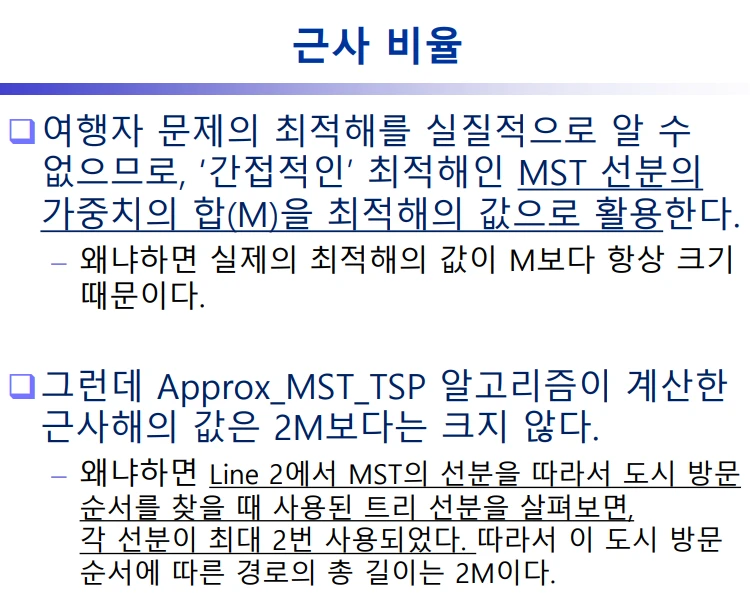 근사 비율
❑여행자 문제의 최적해를 실질적으로 알 수
없으므로, ‘간접적인’ 최적해인 MST 선분의
가중치의 합(M)을 최적해의 값으로 활용한다.
– 왜냐하면 실제의 최적해의 값이 M보다 항상 크기
때문이다.
❑그런데 Approx_MST_TSP 알고리즘이 계산한
근사해의 값은 2M보다는 크지 않다.
– 왜냐하면 Line 2에서 MST의 선분을 따라서 도시 방문
순서를 찾을 때 사용된 트리 선분을 살펴보면,
각 선분이 최대 2번 사용되었다. 따라서 이 도시 방문
순서에 따른 경로의 총 길이는 2M이다.